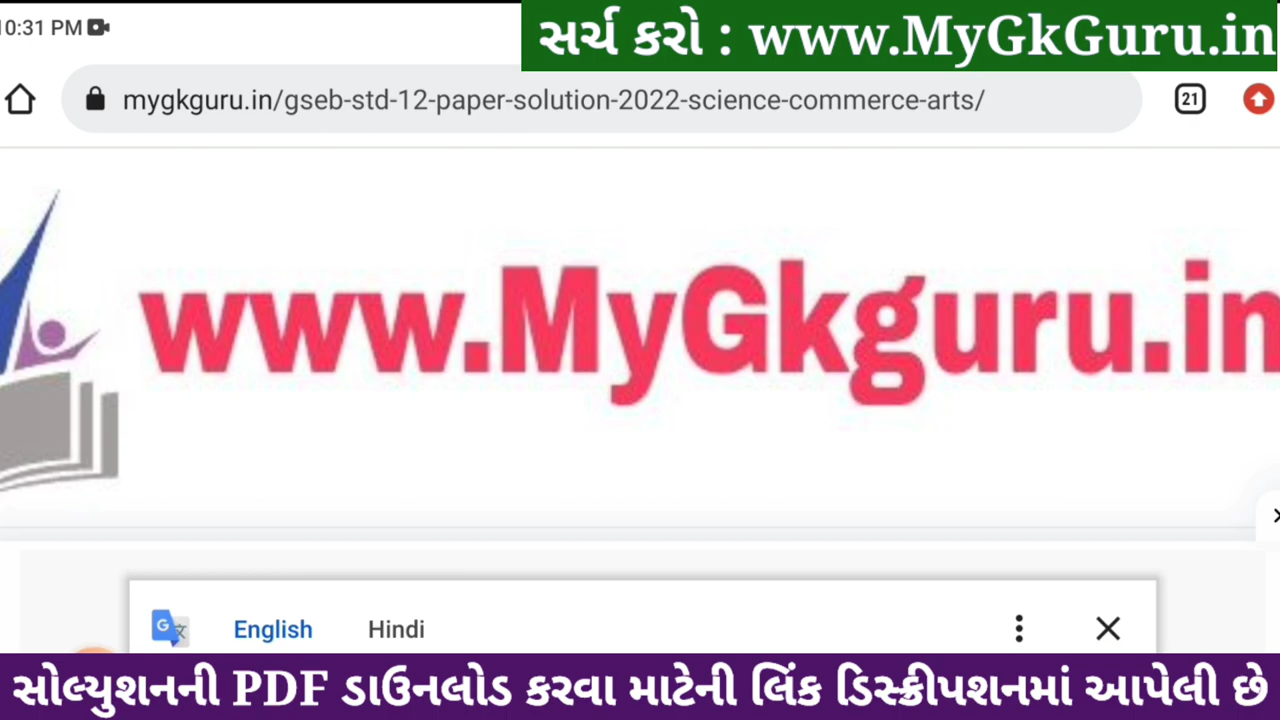 10:31 PM
સર્ચ કરો : www.MyGkGuru.in
mygkguru.in/gseb-std-12-paper-solution-2022-science-commerce-arts/
21
www.MyGkguru.in
English Hindi
સોલ્યુશનની PDF ડાઉનલોડ કરવા માટેની લિંક ડિસ્ક્રીપશનમાં આપેલી છે